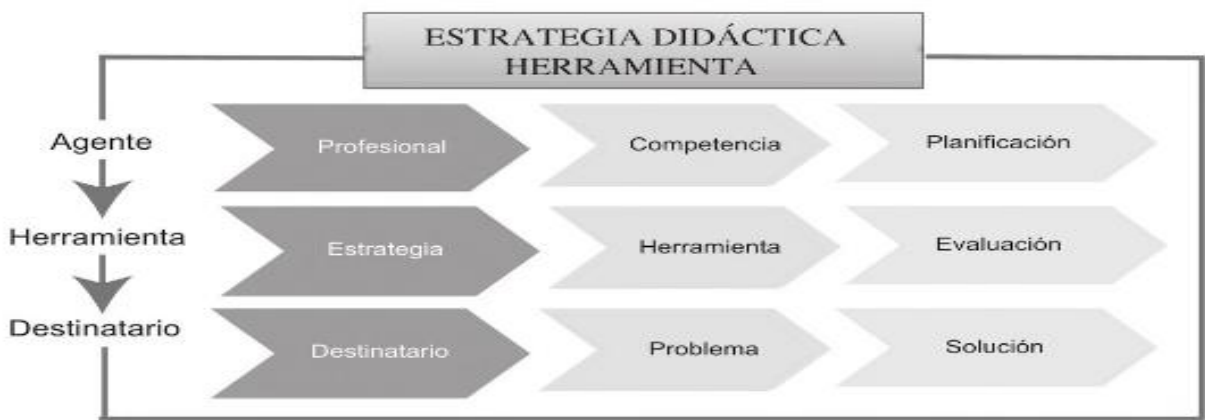 ESTRATEGIA DIDÁCTICA
HERRAMIENTA
Agente
Profesional
Competencia
Planificación
Herramienta
Estrategia
Herramienta
Evaluación
Destinatario
Destinatario
Problema
Solución